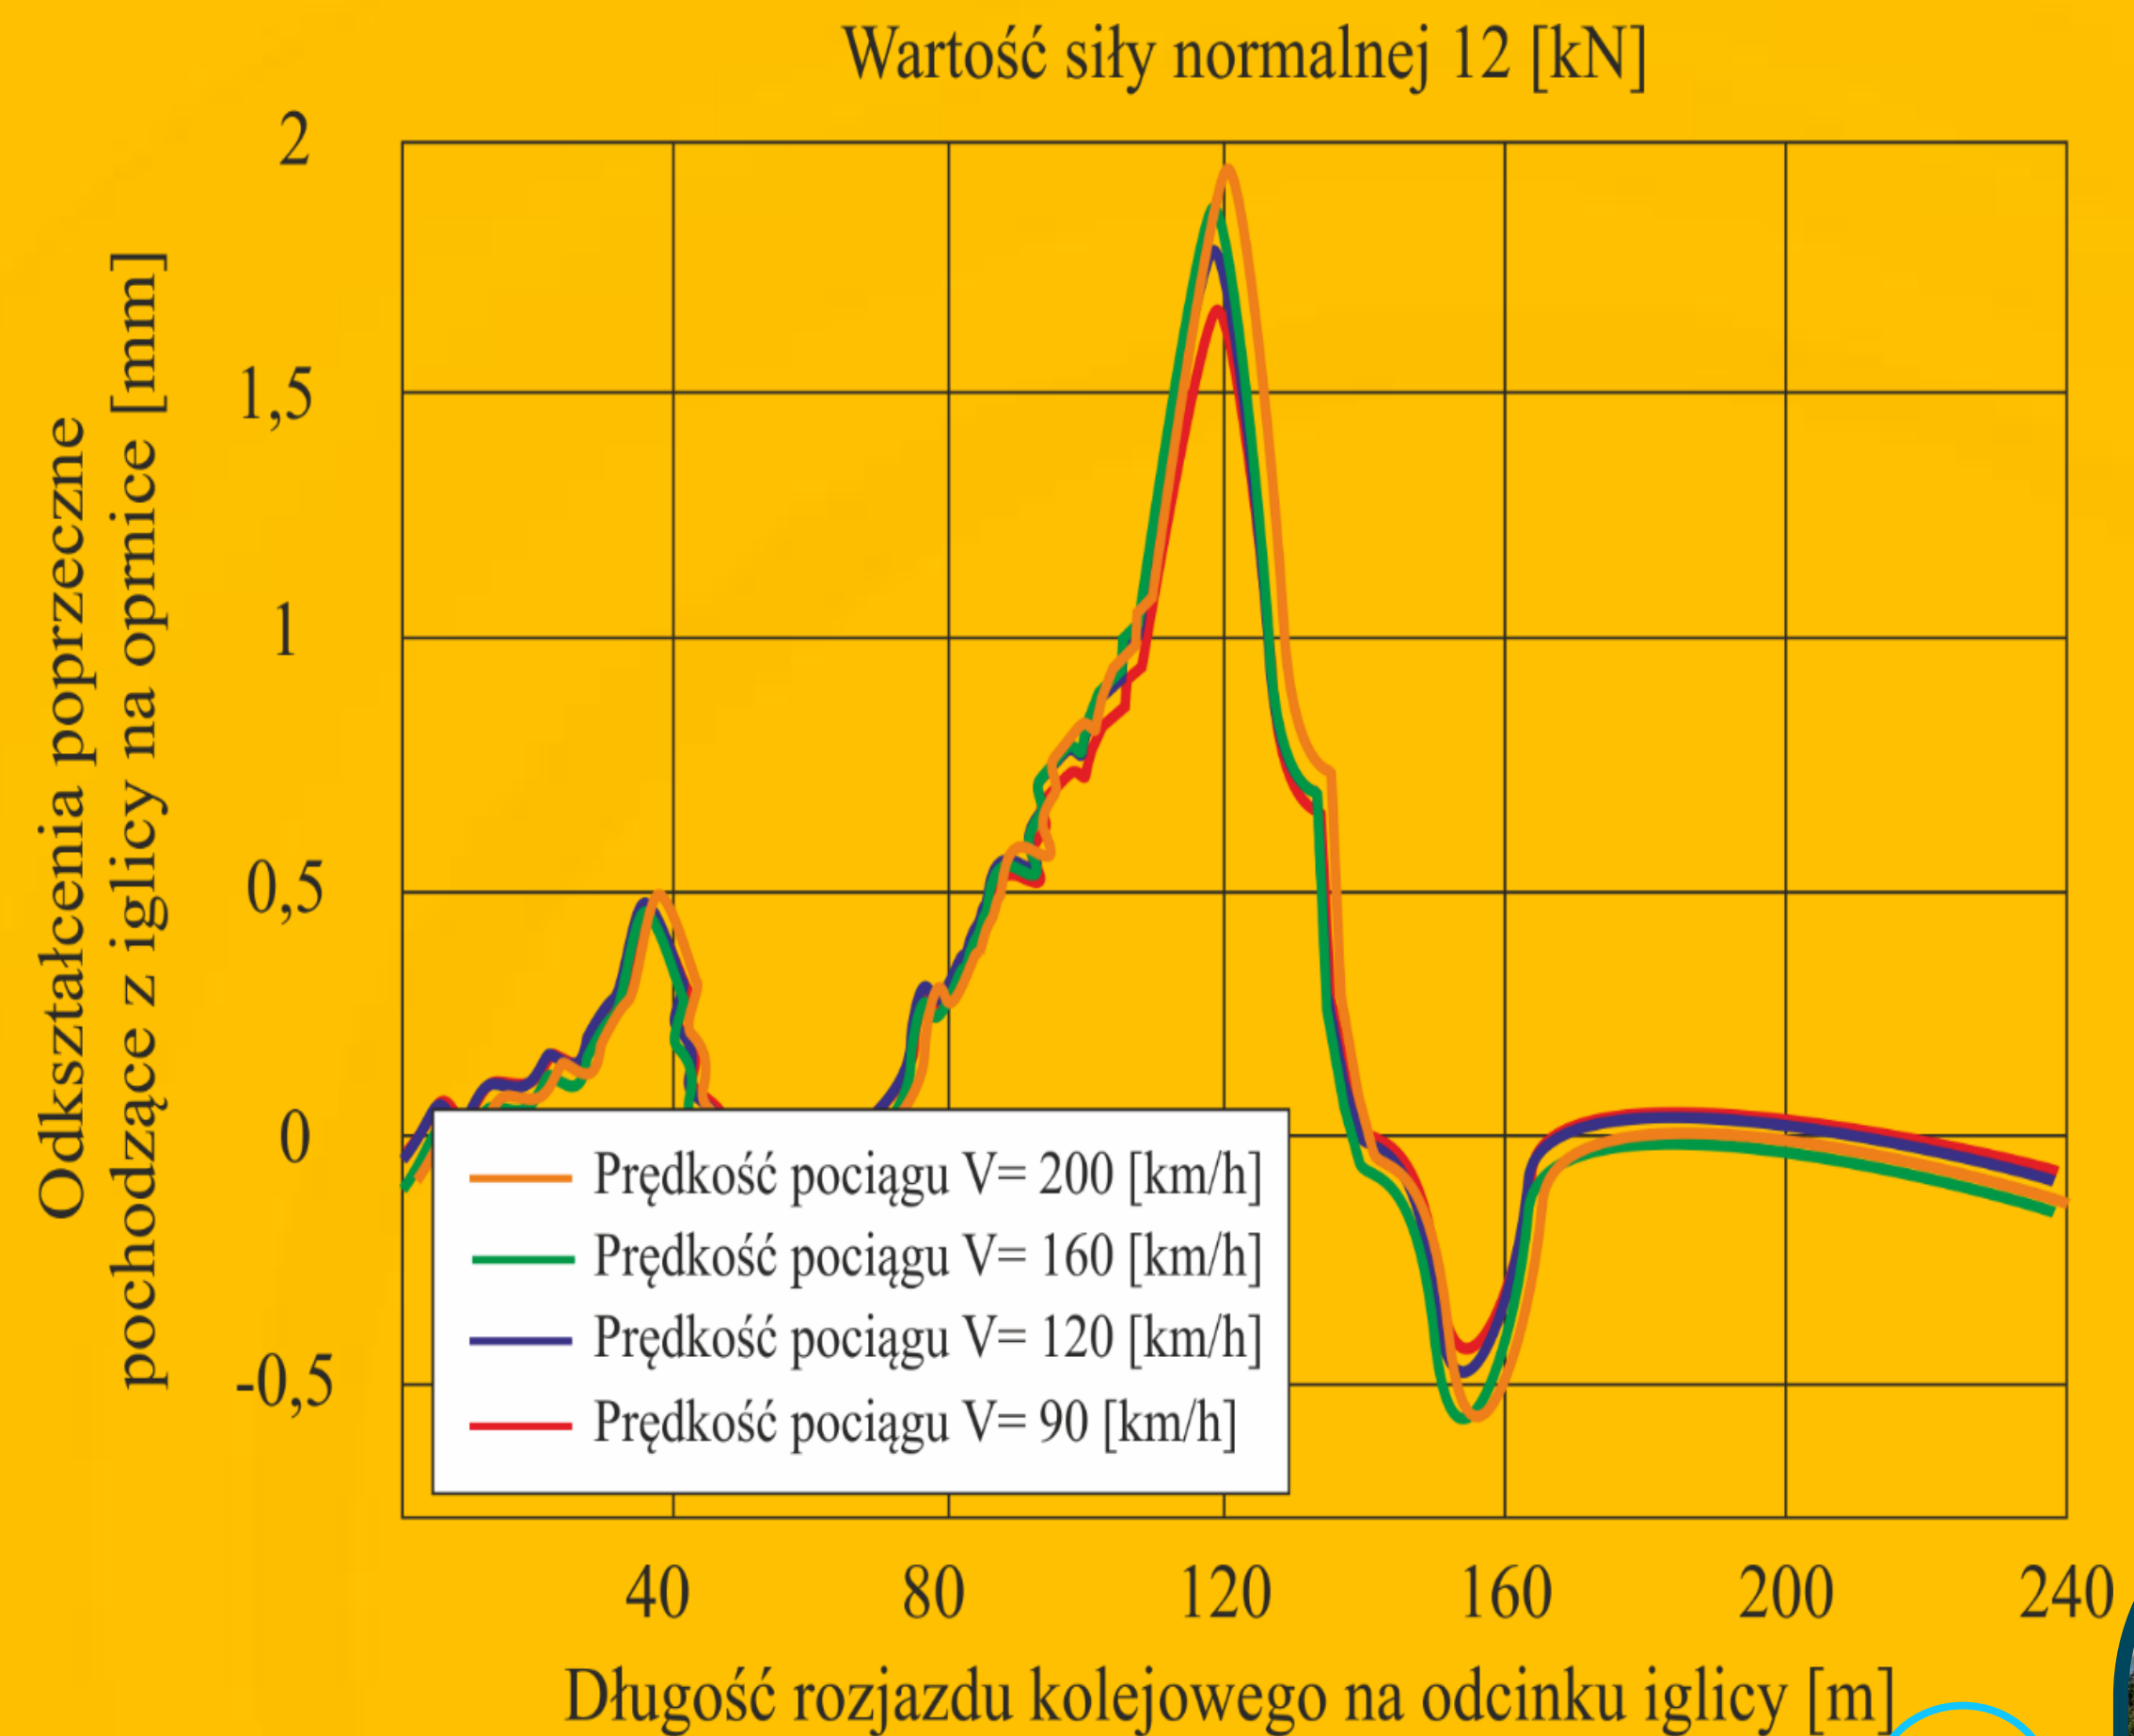 Wartość siły normalnej 12 [kN]
Odkształcenia poprzeczne
pochodzące z iglicy na opornice [mm]
2
1,5
1
0,5
0
-0,5
Prędkość pociągu V= 200 [km/h]
Prędkość pociągu V= 160 [km/h]
Prędkość pociągu V= 120 [km/h]
Prędkość pociągu V= 90 [km/h]
40 80 120 160 200 240
Długość rozjazdu kolejowego na odcinku iglicy [m]